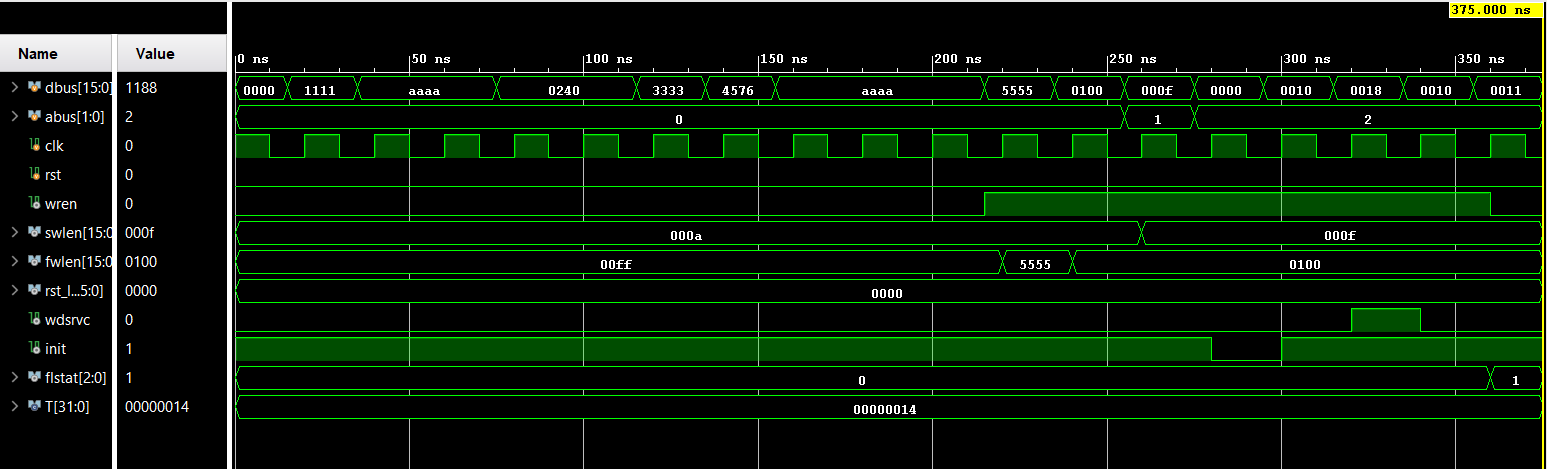 375.000 ns
Name Value
0 ns 50 ns 100 ns 150 ns 200 ns 250 ns 300 ns 350 ns
dbus[15:0] 1188 0000 1111 aaaa 0240 3333 4576 aaaa 5555 0100 000f 0000 0010 0018 0010 0011
abus[1:0] 2 0 1 2
clk 0
rst 0
wren 0
swlen[15:0 000f 000a 000f
fwlen[15:0 0100 00ff 5555 0100
rst_l...5:0] 0000 0000
wdsrvc 0
init 1
flstat[2:0] 1 0 1
T[31:0] 00000014 00000014